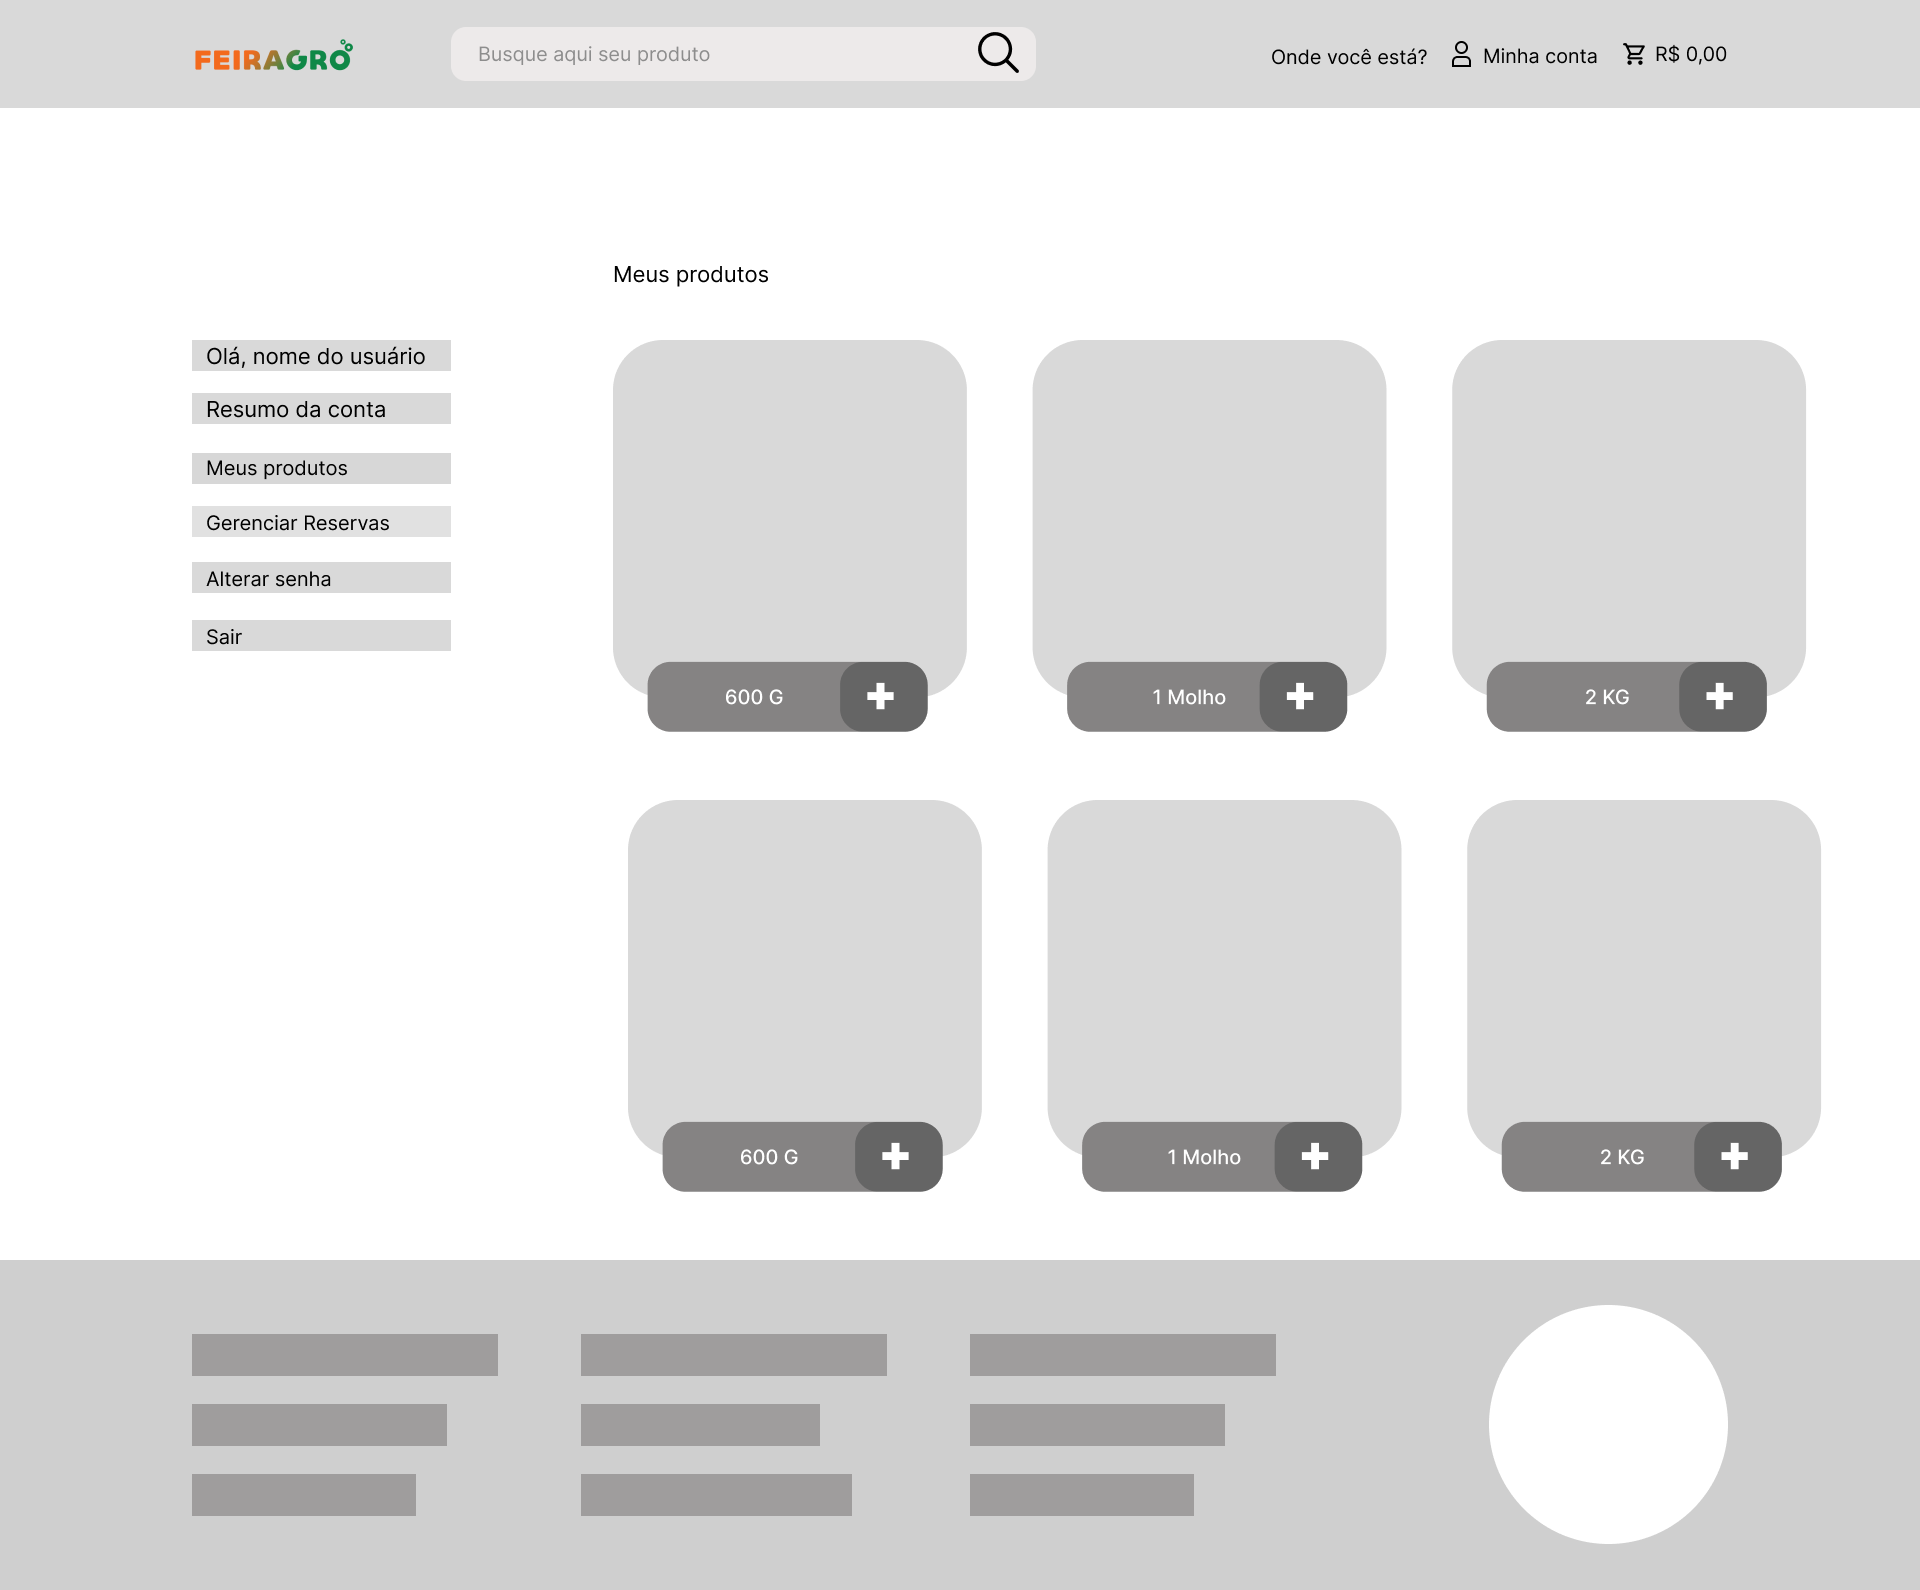 FEIRAGRO
Busque aqui seu produto
Onde você está?
Minha conta
R$ 0,00
Meus produtos
Olá, nome do usuário
Resumo da conta
Meus produtos
Gerenciar Reservas
Alterar senha
Sair
600 G
1 Molho
2 KG
600 G
1 Molho
2 KG